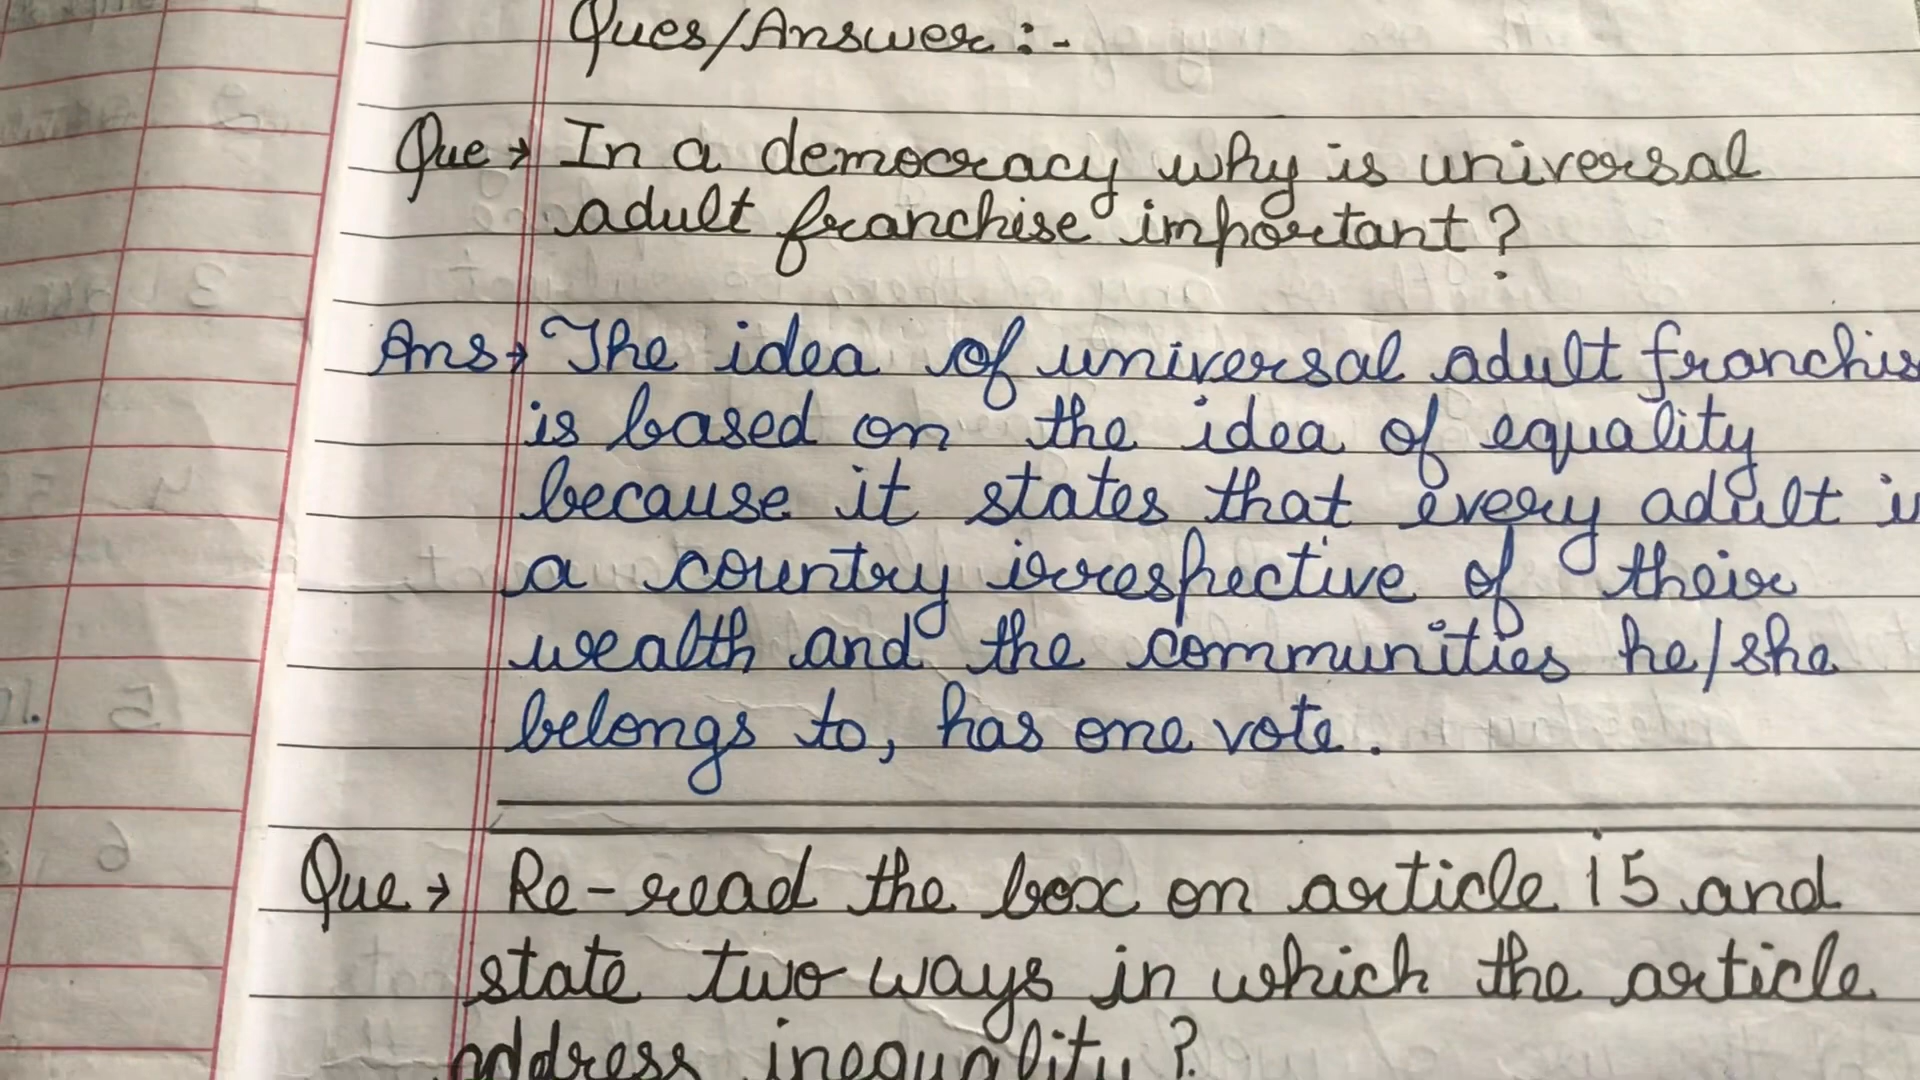 Ques/Answer :-
Que → In a democracy why is universal
adult franchise important?
Ans → The idea of universal adult franchis
is based on the idea of equality
because it states that every adult i
a country irrespective of their
wealth and the communities he/she
belongs to, has one vote.
Que → Re-read the box on article 15 and
state two ways in which the article
address inequality?